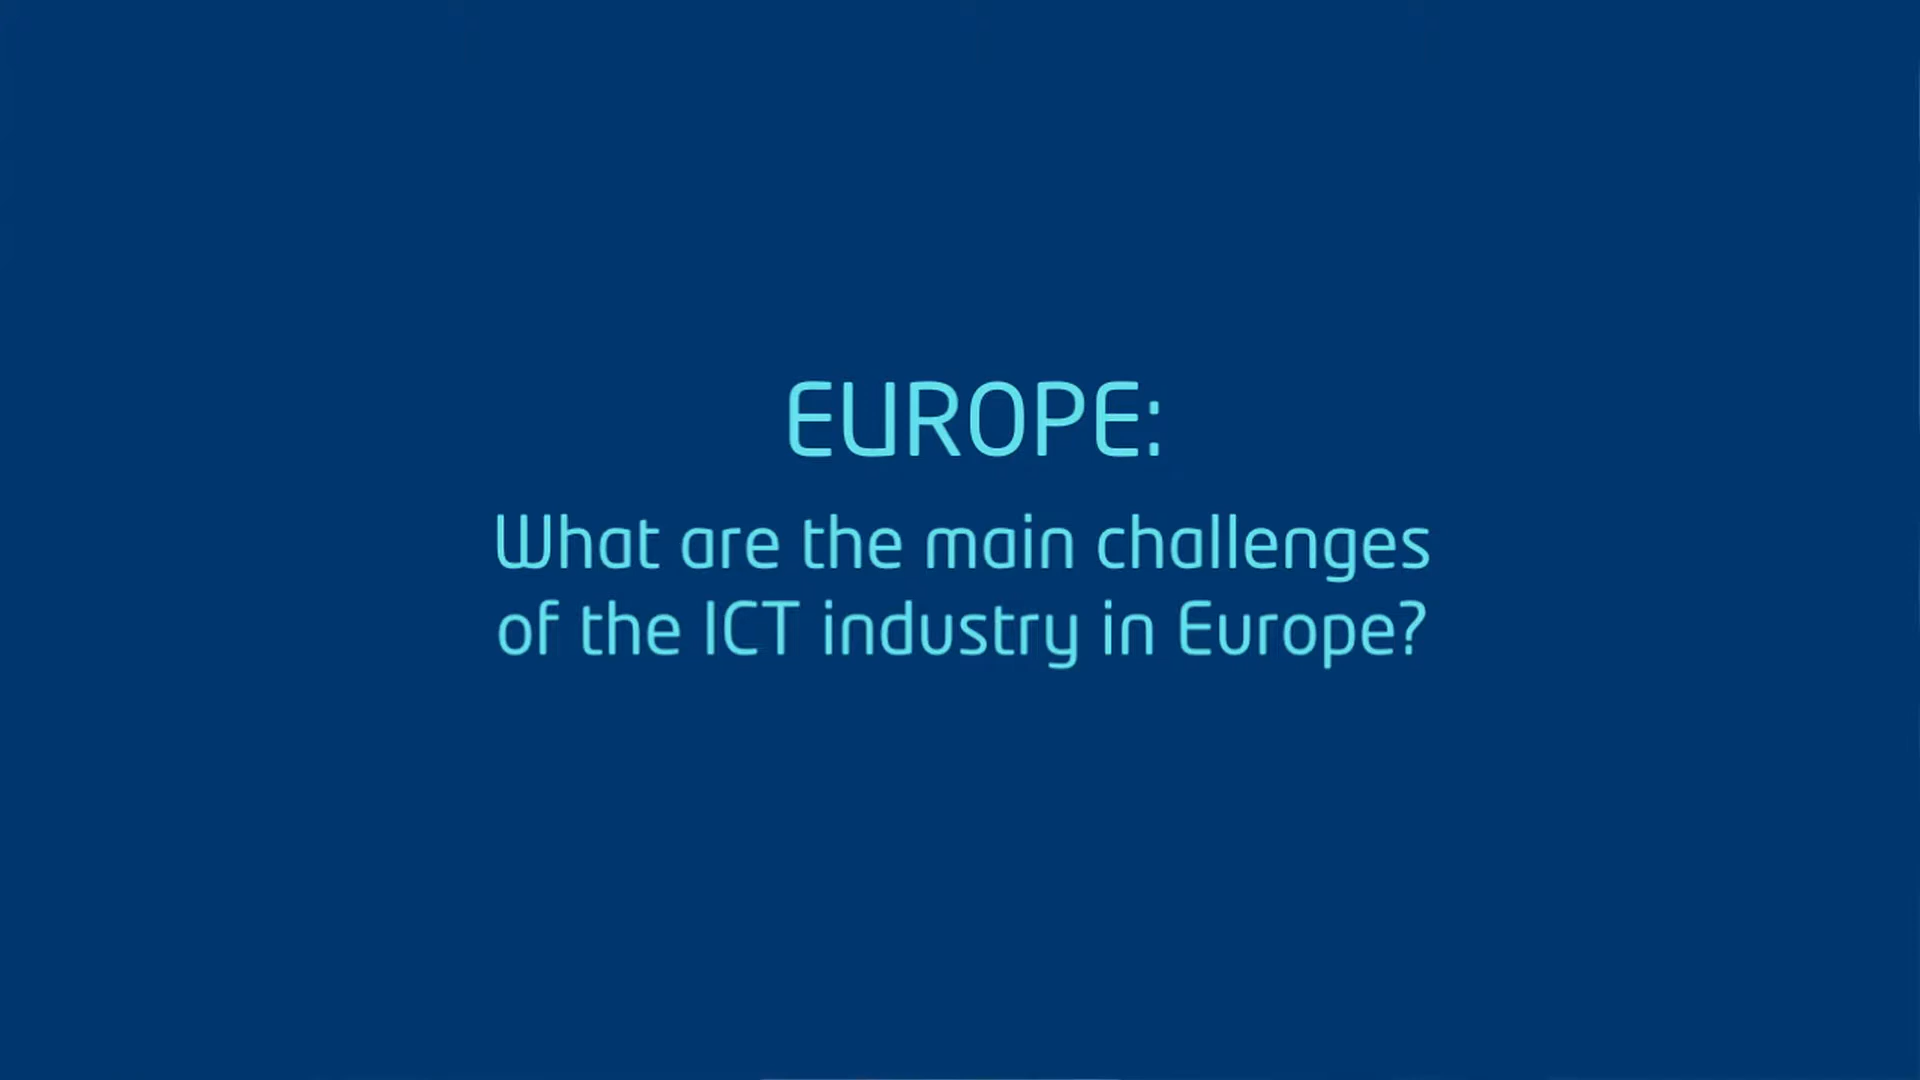 EUROPE:
What are the main challenges
of the ICT industry in Europe?